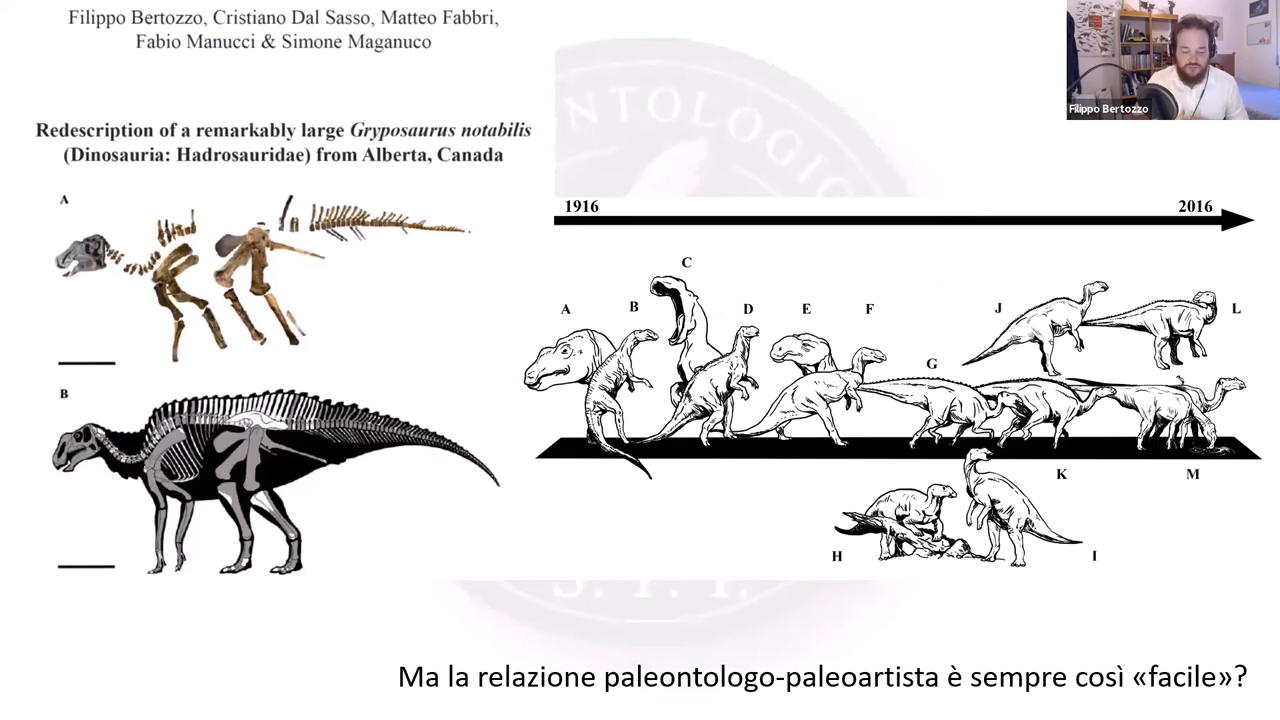 Filippo Bertozzo, Cristiano Dal Sasso, Matteo Fabbri,
Fabio Manucci & Simone Maganuco
Filippo Bertozzo
Redescription of a remarkably large Gryposaurus notabilis
(Dinosauria: Hadrosauridae) from Alberta, Canada
NTOLOGIC
A
B
1916
2016
A
B
C
D
E
F
G
J
L
K
M
H
I
S. P. I.
Ma la relazione paleontologo-paleoartista è sempre così «facile»?